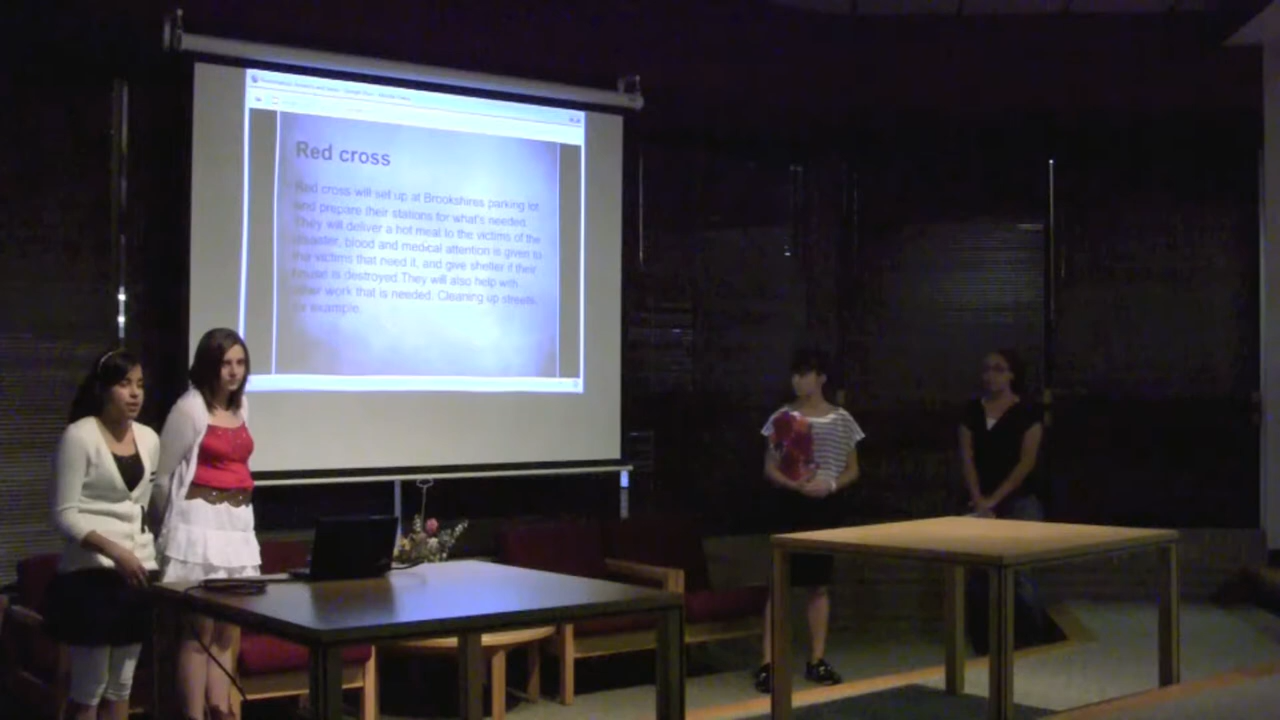 Red cross
Red cross will set up at Brookshires parking lot
and prepare their stations for what's needed.
They will deliver a hot meal to the victims of the
disaster, blood and medical attention is given to
the victims that need it, and give shelter if their
house is destroyed.They will also help with
other work that is needed. Cleaning up streets,
for example.